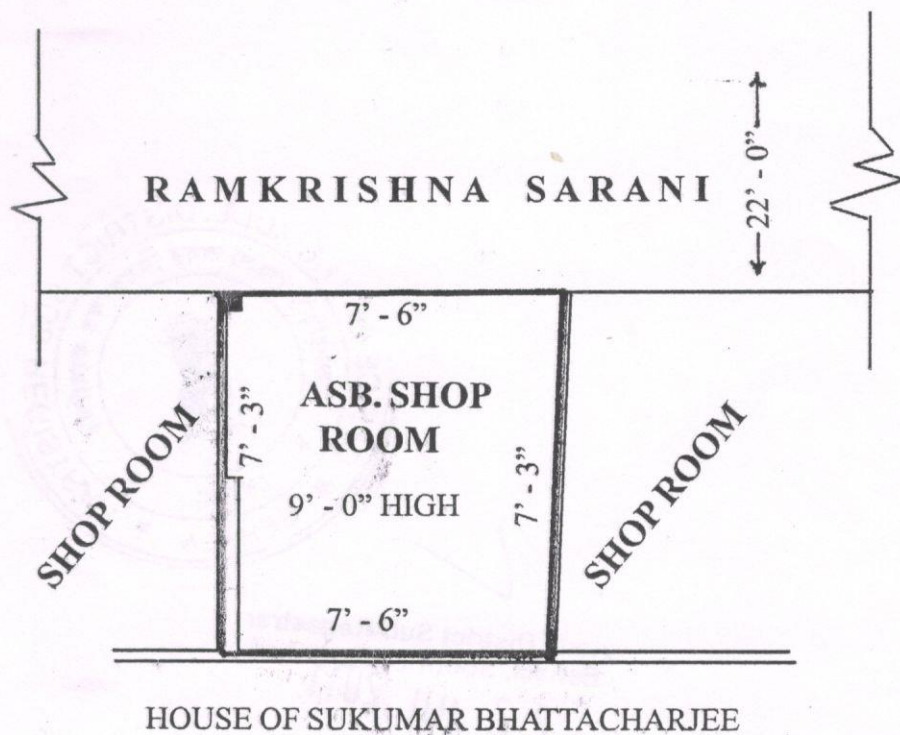 22' - 0"
RAMKRISHNA SARANI
7' - 6"
SHOP ROOM
7' - 3"
ASB. SHOP
ROOM
9' - 0" HIGH
7' - 3"
SHOP ROOM
7' - 6"
HOUSE OF SUKUMAR BHATTACHARJEE